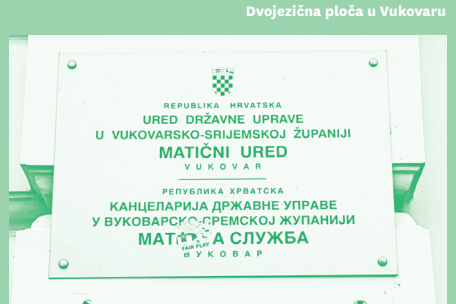 Dvojezična ploča u Vukovaru
REPUBLIKA HRVATSKA
URED DRŽAVNE UPRAVE
U VUKOVARSKO-SRIJEMSKOJ ŽUPANIJI
MATIČNI URED
VUKOVAR
РЕПУБЛИКА ХРВАТСКА
КАНЦЕЛАРИЈА ДРЖАВНЕ УПРАВЕ
У ВУКОВАРСКО-СРЕМСКОЈ ЖУПАНИЈИ
СЛУЖБА
FAIR PLAY
ВУКОВАР